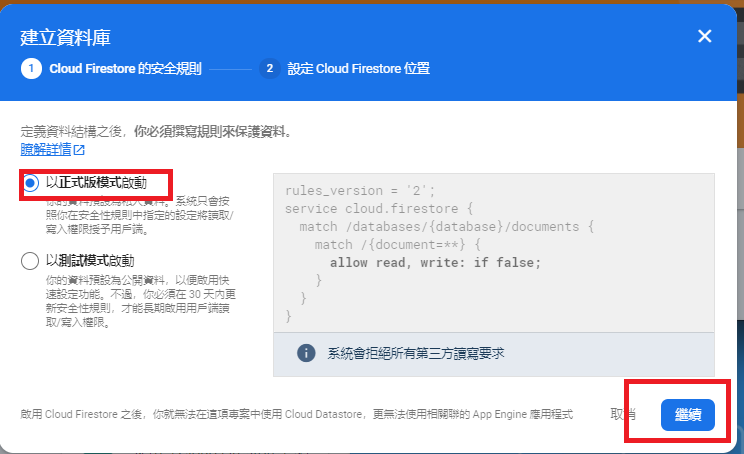 建立資料庫
1 Cloud Firestore 的安全規則 2 設定 Cloud Firestore 位置
定義資料結構之後，你必須撰寫規則來保護資料。
瞭解詳情
以正式版模式啟動
你的資料預設為私人資料。系統只會按
照你在安全性規則中指定的設定將讀取/
寫入權限授予用戶端。
以測試模式啟動
你的資料預設為公開資料，以便啟用快
速設定功能。不過，你必須在 30 天內更
新安全性規則，才能長期啟用用戶端讀
取/寫入權限。
rules_version = '2';
service cloud.firestore {
match /databases/{database}/documents {
match /{document=**} {
allow read, write: if false;
}
}
}
系統會拒絕所有第三方讀寫要求
啟用 Cloud Firestore 之後，你就無法在這項專案中使用 Cloud Datastore，更無法使用相關聯的 App Engine 應用程式
取消 繼續